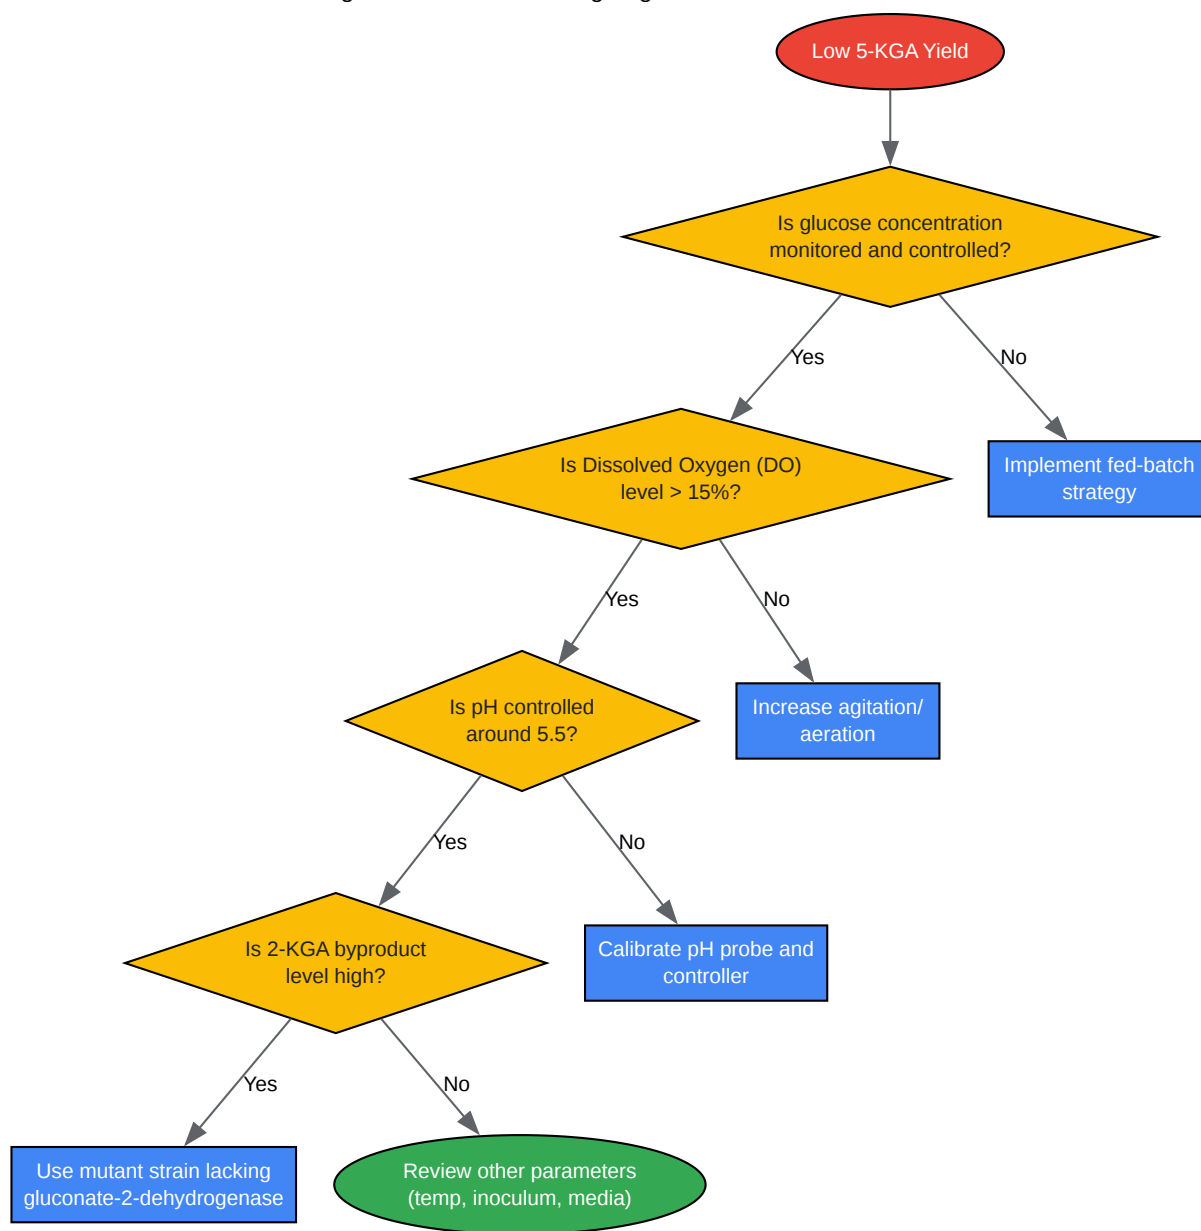 Low 5-KGA Yield
Is glucose concentration
monitored and controlled?
Yes
No
Is Dissolved Oxygen (DO)
level > 15%?
Implement fed-batch
strategy
Yes
No
Is pH controlled
around 5.5?
Increase agitation/
aeration
Yes
No
Is 2-KGA byproduct
level high?
Calibrate pH probe and
controller
Yes
No
Use mutant strain lacking
gluconate-2-dehydrogenase
Review other parameters
(temp, inoculum, media)